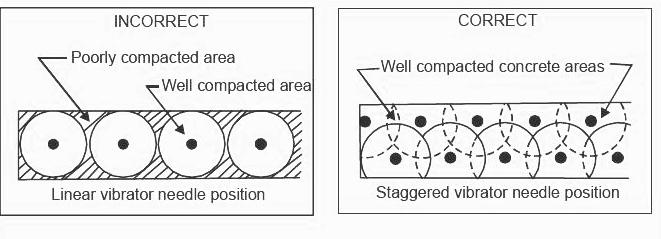 INCORRECT
Poorly compacted area
Well compacted area
Linear vibrator needle position
CORRECT
Well compacted concrete areas
Staggered vibrator needle position